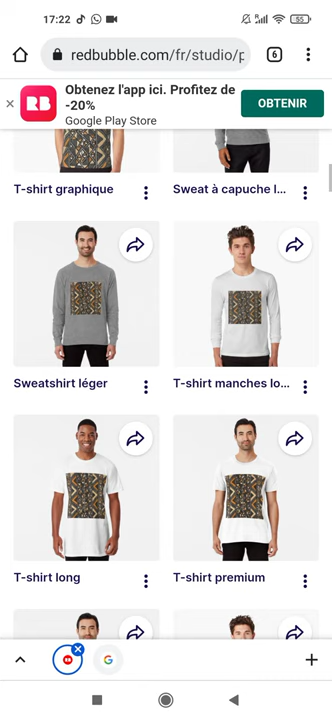 17:22
55
redbubble.com/fr/studio/p
6
RB
Obtenez l'app ici. Profitez de
-20%
Google Play Store
OBTENIR
T-shirt graphique
Sweat à capuche l...
Sweatshirt léger
T-shirt manches lo...
T-shirt long
T-shirt premium
RB
G